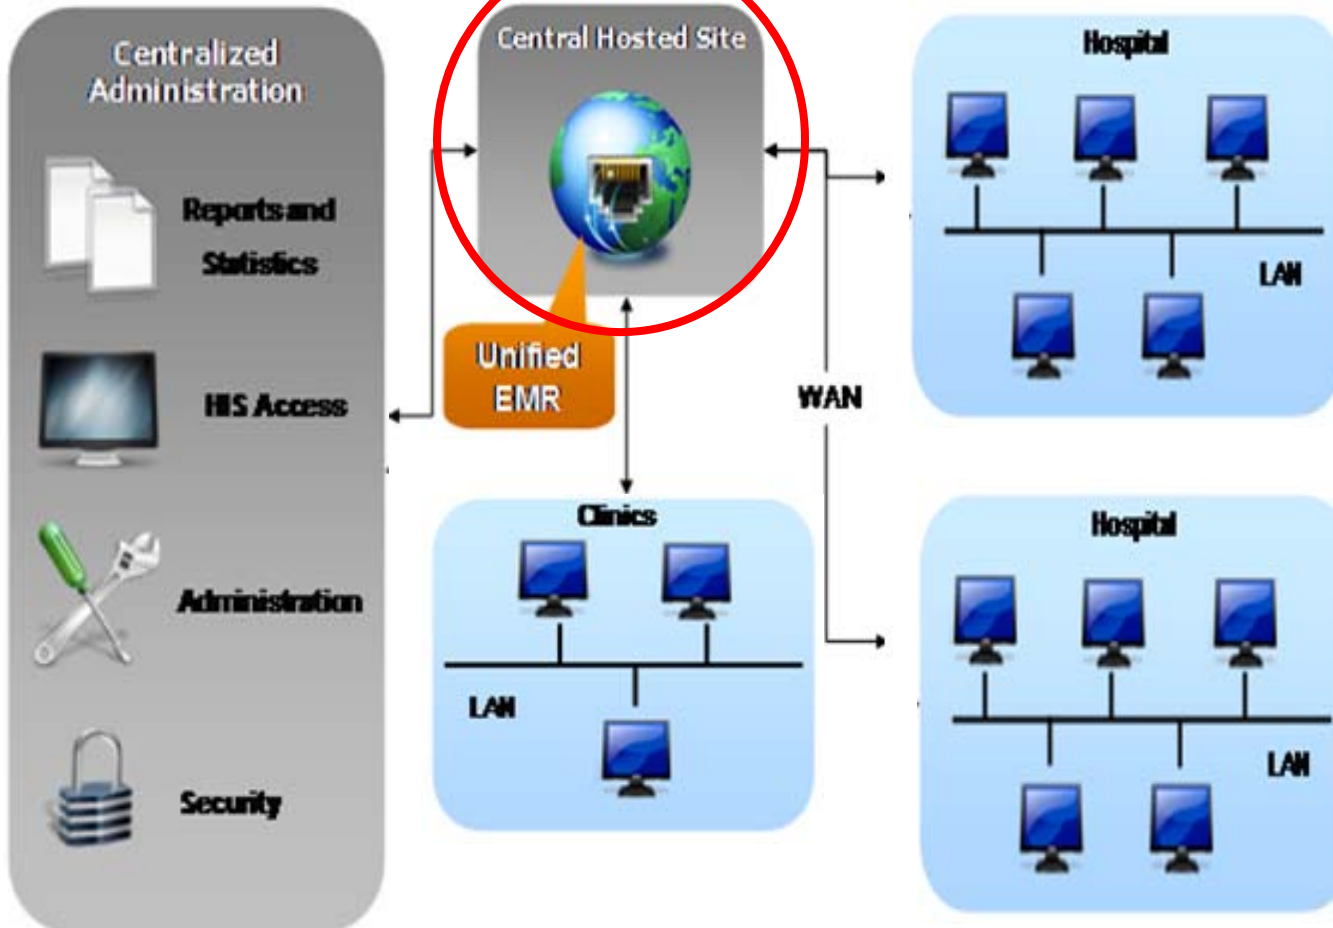 Centralized
Administration
Reports and
Statistics
HIS Access
Administration
Security
Central Hosted Site
Unified
EMR
WAN
Clinics
LAN
Hospital
LAN
Hospital
LAN